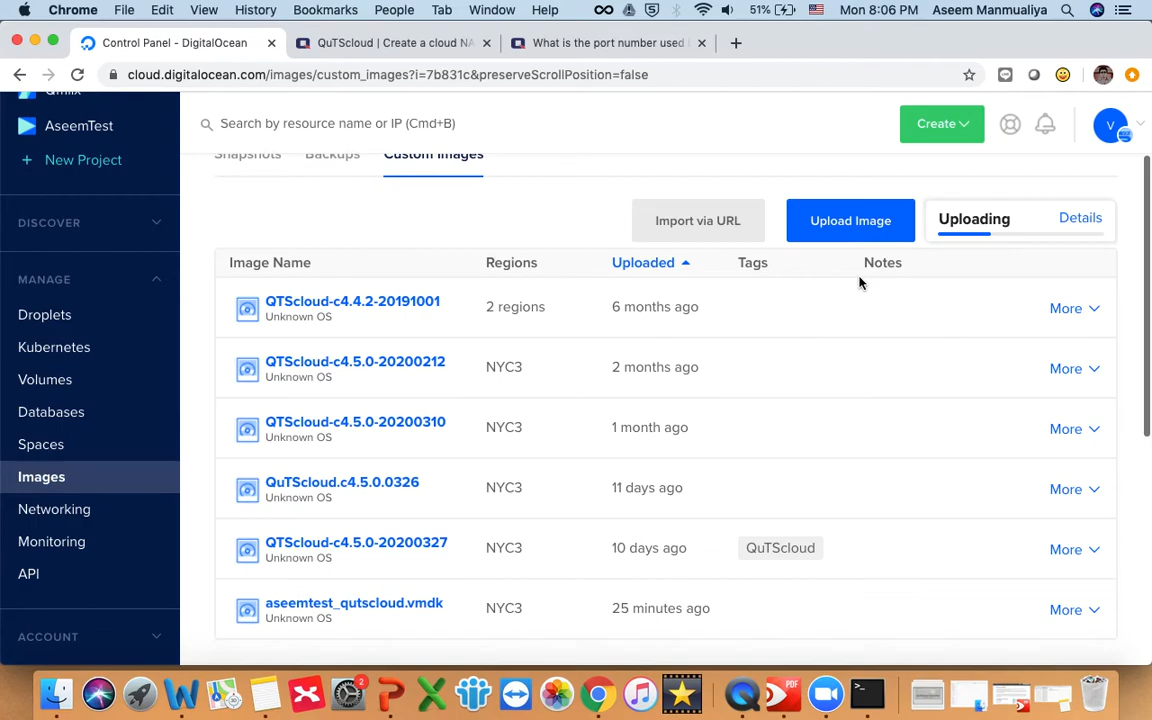 Chrome File Edit View History Bookmarks People Tab Window Help 51% Mon 8:06 PM Aseem Manmualiya
Control Panel - DigitalOcean
QuTScloud | Create a cloud NA
What is the port number used
cloud.digitalocean.com/images/custom_images?i=7b831c&preserveScrollPosition=false
AseemTest
+ New Project
DISCOVER
MANAGE
Droplets
Kubernetes
Volumes
Databases
Spaces
Images
Networking
Monitoring
API
ACCOUNT
Search by resource name or IP (Cmd+B)
Create
V
Snapshots Backups Custom Images
Import via URL
Upload Image
Uploading Details
Image Name Regions Uploaded Tags Notes
QTScloud-c4.4.2-20191001 2 regions 6 months ago More
Unknown OS
QTScloud-c4.5.0-20200212 NYC3 2 months ago More
Unknown OS
QTScloud-c4.5.0-20200310 NYC3 1 month ago More
Unknown OS
QuTScloud.c4.5.0.0326 NYC3 11 days ago More
Unknown OS
QTScloud-c4.5.0-20200327 NYC3 10 days ago QuTScloud More
Unknown OS
aseemtest_qutscloud.vmdk NYC3 25 minutes ago More
Unknown OS
2
PDF